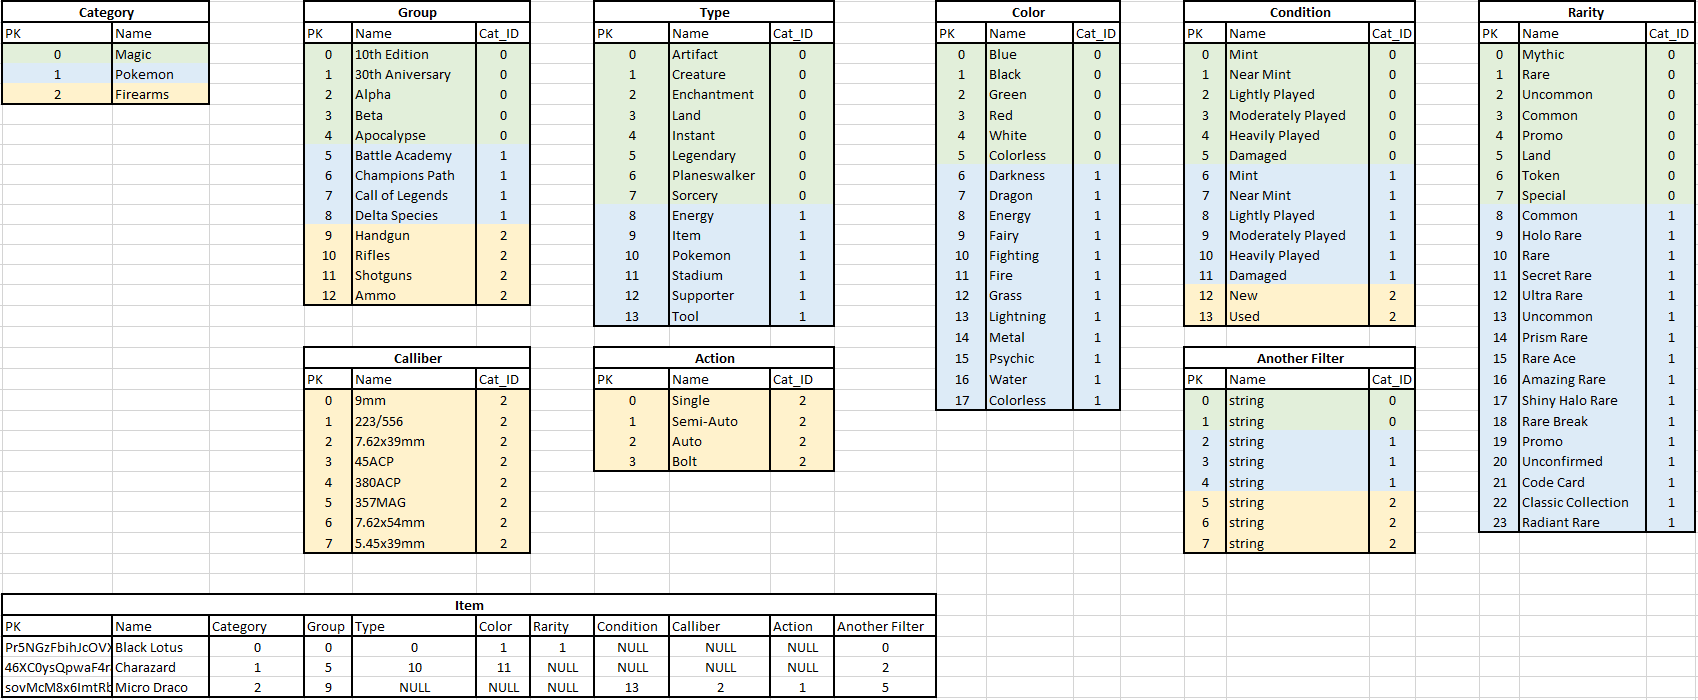 Category Group Type Color Condition Rarity
PK Name PK Name Cat_ID PK Name Cat_ID PK Name Cat_ID PK Name Cat_ID PK Name Cat_ID
0 Magic 0 10th Edition 0 0 Artifact 0 0 Blue 0 0 Mint 0 0 Mythic 0
1 Pokemon 1 30th Aniversary 0 1 Creature 0 1 Black 0 1 Near Mint 0 1 Rare 0
2 Firearms 2 Alpha 0 2 Enchantment 0 2 Green 0 2 Lightly Played 0 2 Uncommon 0
3 Beta 0 3 Land 0 3 Red 0 3 Moderately Played 0 3 Common 0
4 Apocalypse 0 4 Instant 0 4 White 0 4 Heavily Played 0 4 Promo 0
5 Battle Academy 1 5 Legendary 0 5 Colorless 0 5 Damaged 0 5 Land 0
6 Champions Path 1 6 Planeswalker 0 6 Darkness 1 6 Mint 1 6 Token 0
7 Call of Legends 1 7 Sorcery 0 7 Dragon 1 7 Near Mint 1 7 Special 0
8 Delta Species 1 8 Energy 1 8 Energy 1 8 Lightly Played 1 8 Common 1
9 Handgun 2 9 Item 1 9 Fairy 1 9 Moderately Played 1 9 Holo Rare 1
10 Rifles 2 10 Pokemon 1 10 Fighting 1 10 Heavily Played 1 10 Rare 1
11 Shotguns 2 11 Stadium 1 11 Fire 1 11 Damaged 1 11 Secret Rare 1
12 Ammo 2 12 Supporter 1 12 Grass 1 12 New 2 12 Ultra Rare 1
13 Tool 1 13 Lightning 1 13 Used 2 13 Uncommon 1
14 Metal 1 14 Prism Rare 1
Calliber Action 15 Psychic 1 Another Filter 15 Rare Ace 1
PK Name Cat_ID PK Name Cat_ID 16 Water 1 PK Name Cat_ID 16 Amazing Rare 1
0 9mm 2 0 Single 2 17 Colorless 1 0 string 0 17 Shiny Halo Rare 1
1 223/556 2 1 Semi-Auto 2 1 string 0 18 Rare Break 1
2 7.62x39mm 2 2 Auto 2 2 string 1 19 Promo 1
3 45ACP 2 3 Bolt 2 3 string 1 20 Unconfirmed 1
4 380ACP 2 4 string 1 21 Code Card 1
5 357MAG 2 5 string 2 22 Classic Collection 1
6 7.62x54mm 2 6 string 2 23 Radiant Rare 1
7 5.45x39mm 2 7 string 2
Item
PK Name Category Group Type Color Rarity Condition Calliber Action Another Filter
Pr5NGzFbihJcOVX Black Lotus 0 0 0 1 1 NULL NULL NULL 0
46XC0ysQpwaF4r Charazard 1 5 10 11 NULL NULL NULL NULL 2
sovMcM8x6ImtRb Micro Draco 2 9 NULL NULL NULL 13 2 1 5